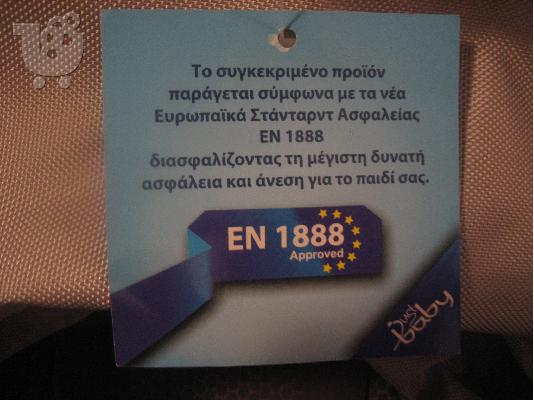 Το συγκεκριμένο προϊόν
παράγεται σύμφωνα με τα νέα
Ευρωπαϊκά Στάνταρντ Ασφαλείας
EN 1888
διασφαλίζοντας τη μέγιστη δυνατή
ασφάλεια και άνεση για το παιδί σας.
EN 1888
Approved
just
baby